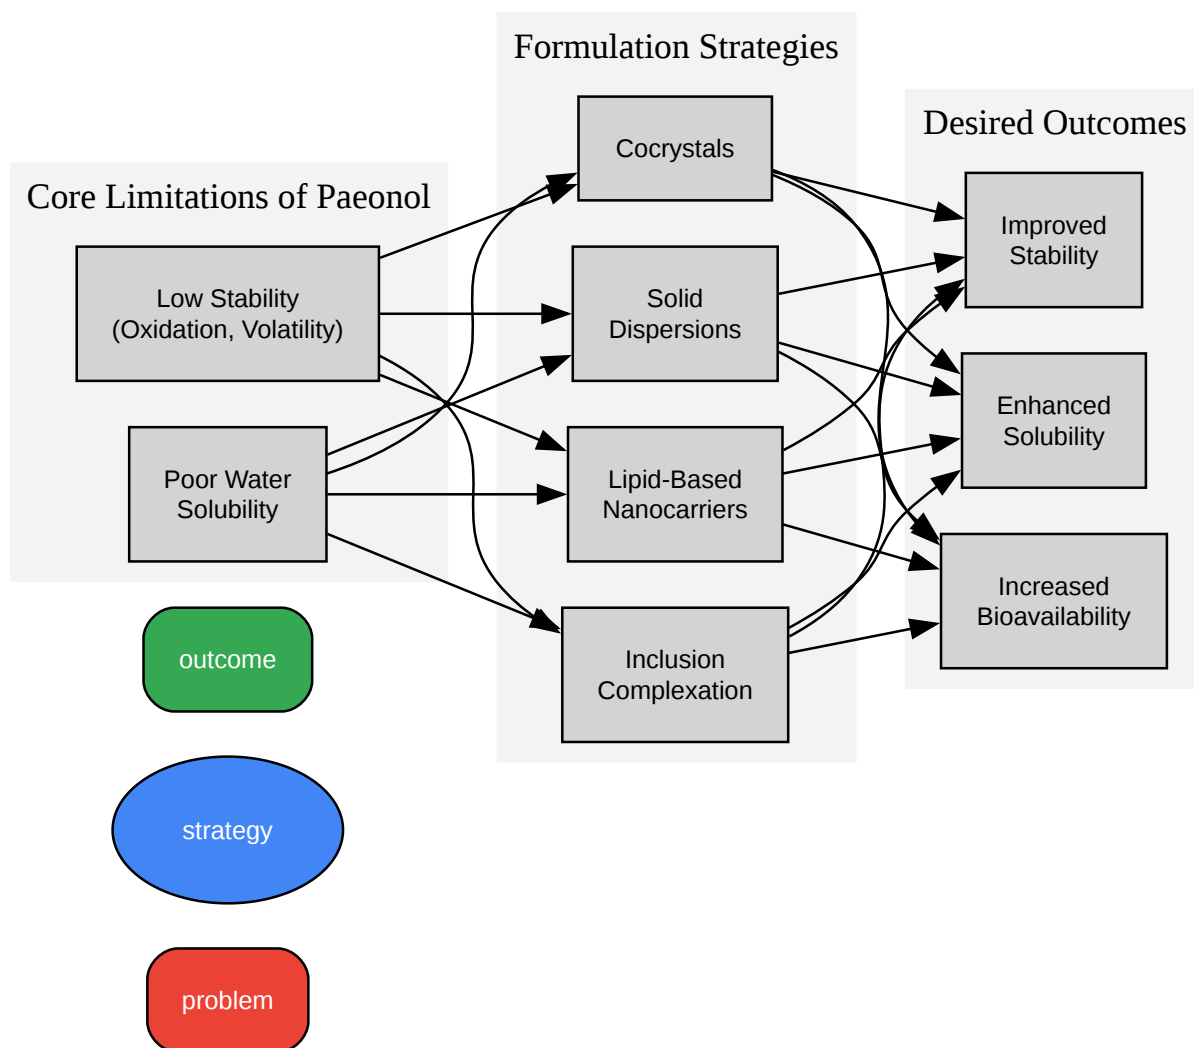 Formulation Strategies
Cocrystals
Solid
Dispersions
Lipid-Based
Nanocarriers
Inclusion
Complexation
Desired Outcomes
Improved
Stability
Enhanced
Solubility
Increased
Bioavailability
Core Limitations of Paeonol
Low Stability
(Oxidation, Volatility)
Poor Water
Solubility
outcome
strategy
problem